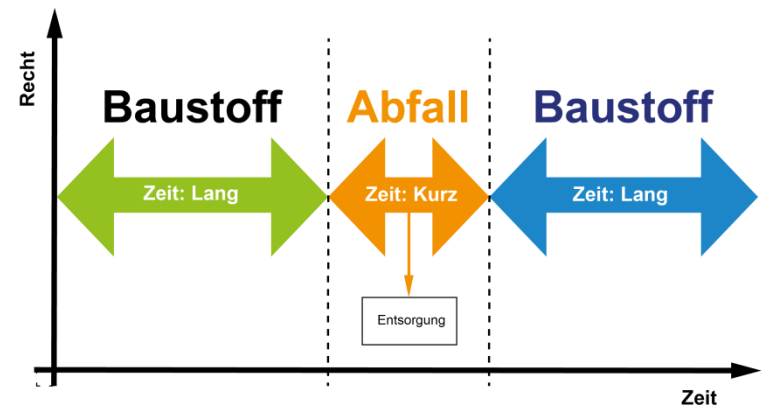 Recht
Baustoff
Abfall
Baustoff
Zeit: Lang
Zeit: Kurz
Zeit: Lang
Entsorgung
Zeit